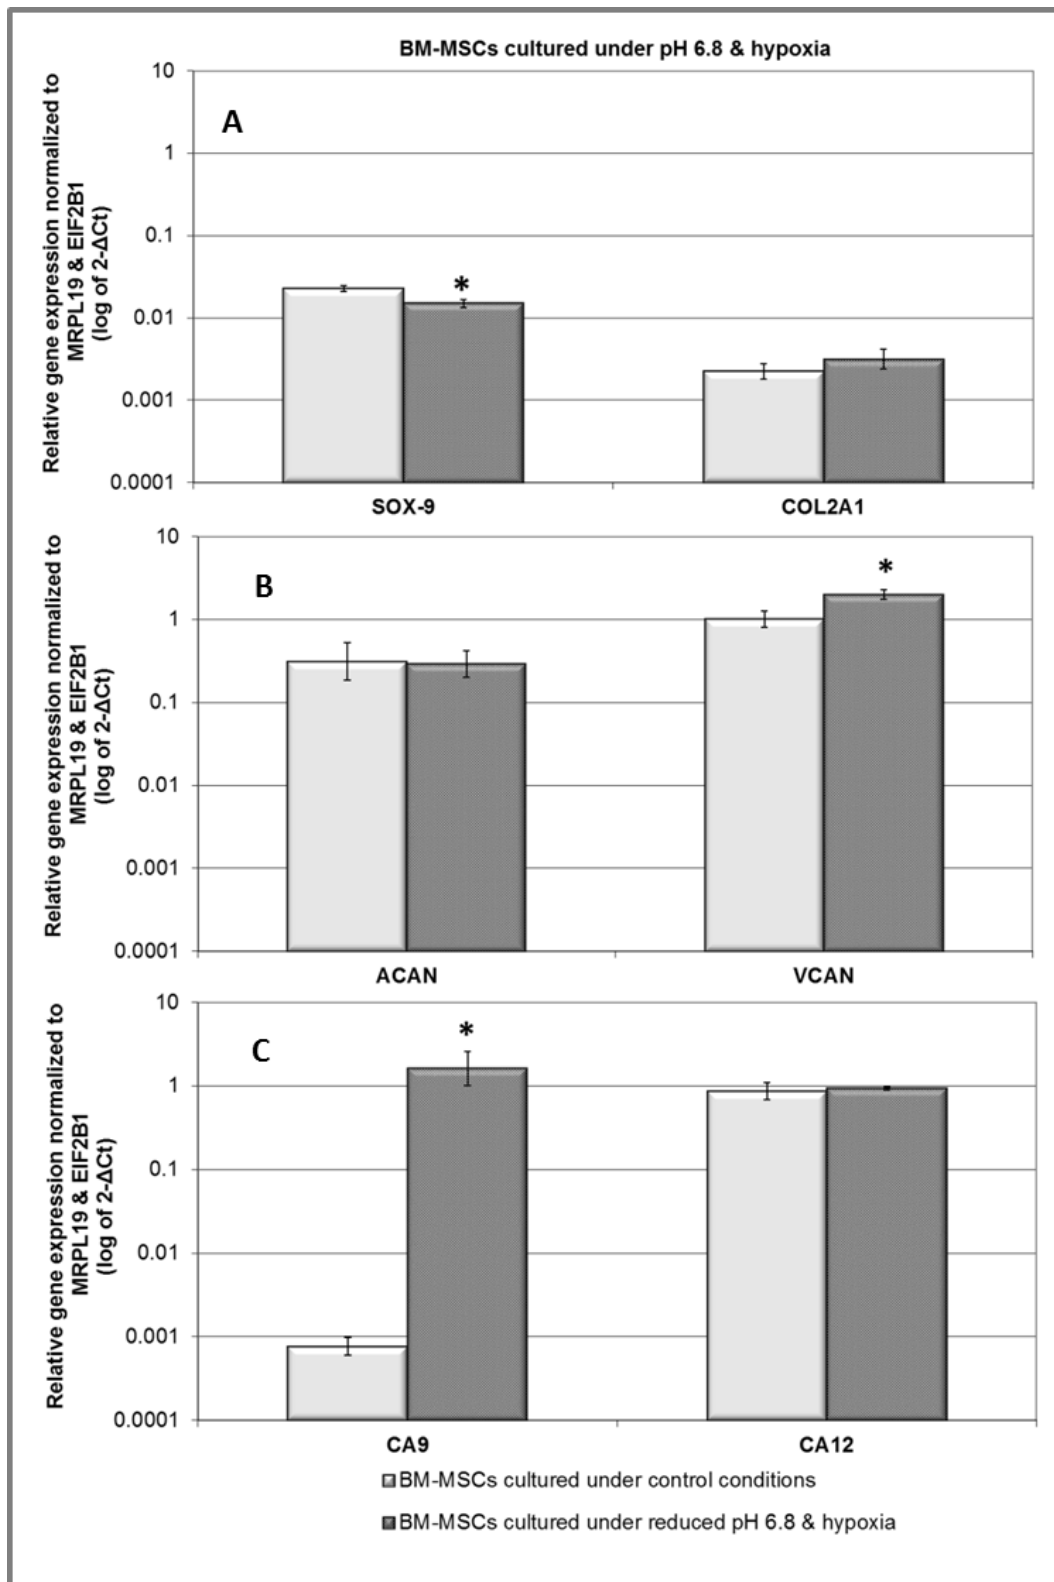 BM-MSCs cultured under pH 6.8 & hypoxia
Relative gene expression normalized to
MRPL19 & EIF2B1
(log of 2-ΔCt)
10
1
0.1
0.01
0.001
0.0001
A
*
SOX-9 COL2A1
Relative gene expression normalized to
MRPL19 & EIF2B1
(log of 2-ΔCt)
10
1
0.1
0.01
0.001
0.0001
B
*
ACAN VCAN
Relative gene expression normalized to
MRPL19 & EIF2B1
(log of 2-ΔCt)
10
1
0.1
0.01
0.001
0.0001
C
*
CA9 CA12
BM-MSCs cultured under control conditions
BM-MSCs cultured under reduced pH 6.8 & hypoxia